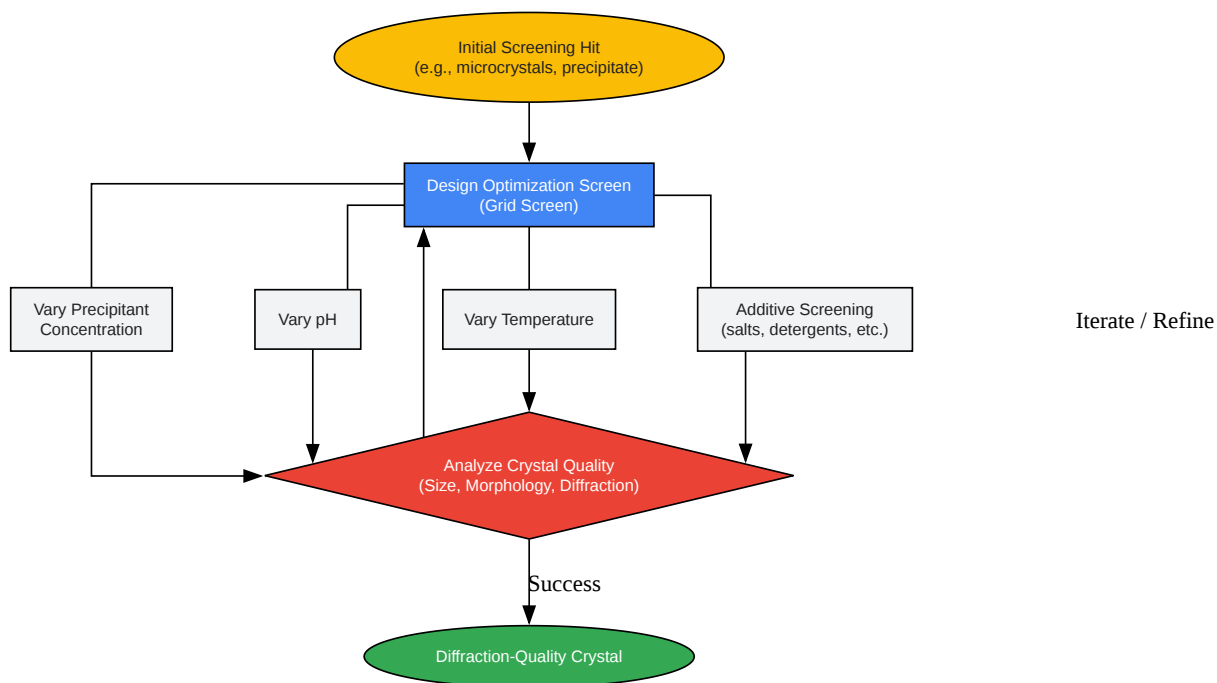 Initial Screening Hit
(e.g., microcrystals, precipitate)
Design Optimization Screen
(Grid Screen)
Vary Precipitant
Concentration
Vary pH
Vary Temperature
Additive Screening
(salts, detergents, etc.)
Iterate / Refine
Analyze Crystal Quality
(Size, Morphology, Diffraction)
Success
Diffraction-Quality Crystal